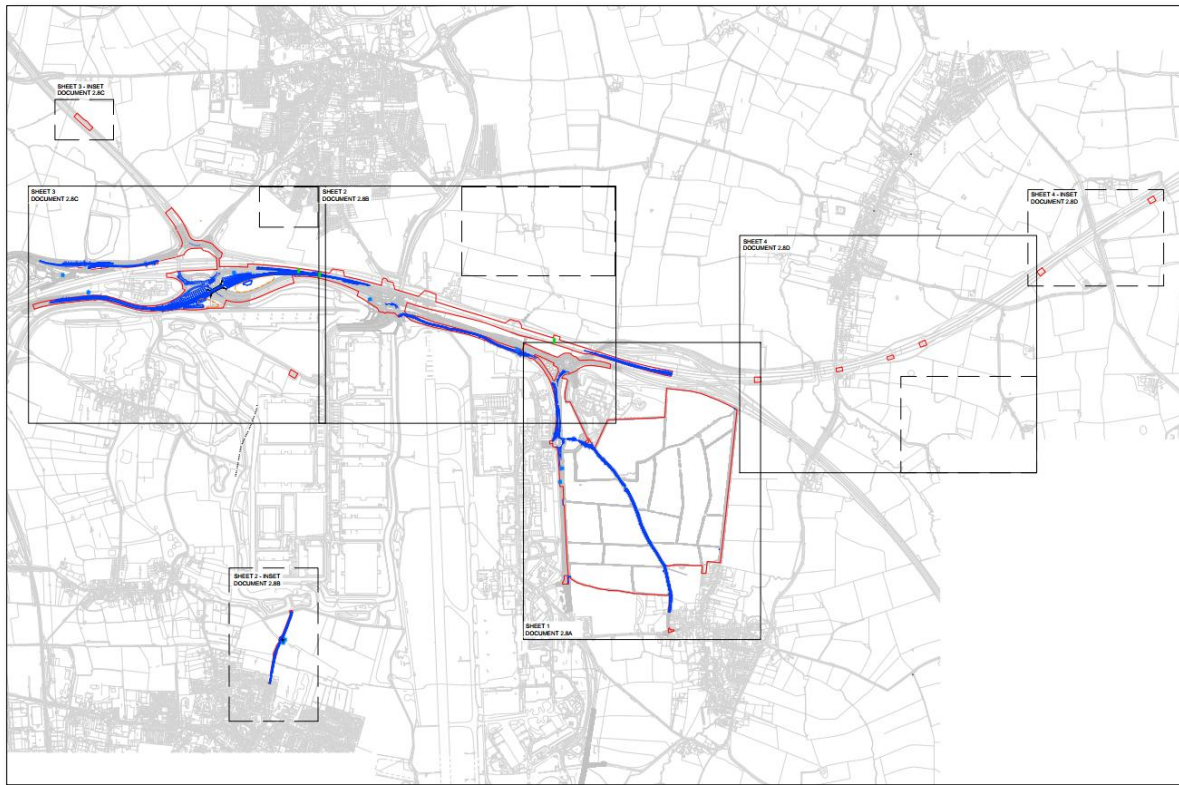 SHEET 3 - INSET
DOCUMENT 2.8C
SHEET 3
DOCUMENT 2.8C
SHEET 2
DOCUMENT 2.8B
SHEET 4 - INSET
DOCUMENT 2.8D
SHEET 4
DOCUMENT 2.8D
SHEET 2 - INSET
DOCUMENT 2.8B
SHEET 1
DOCUMENT 2.8A